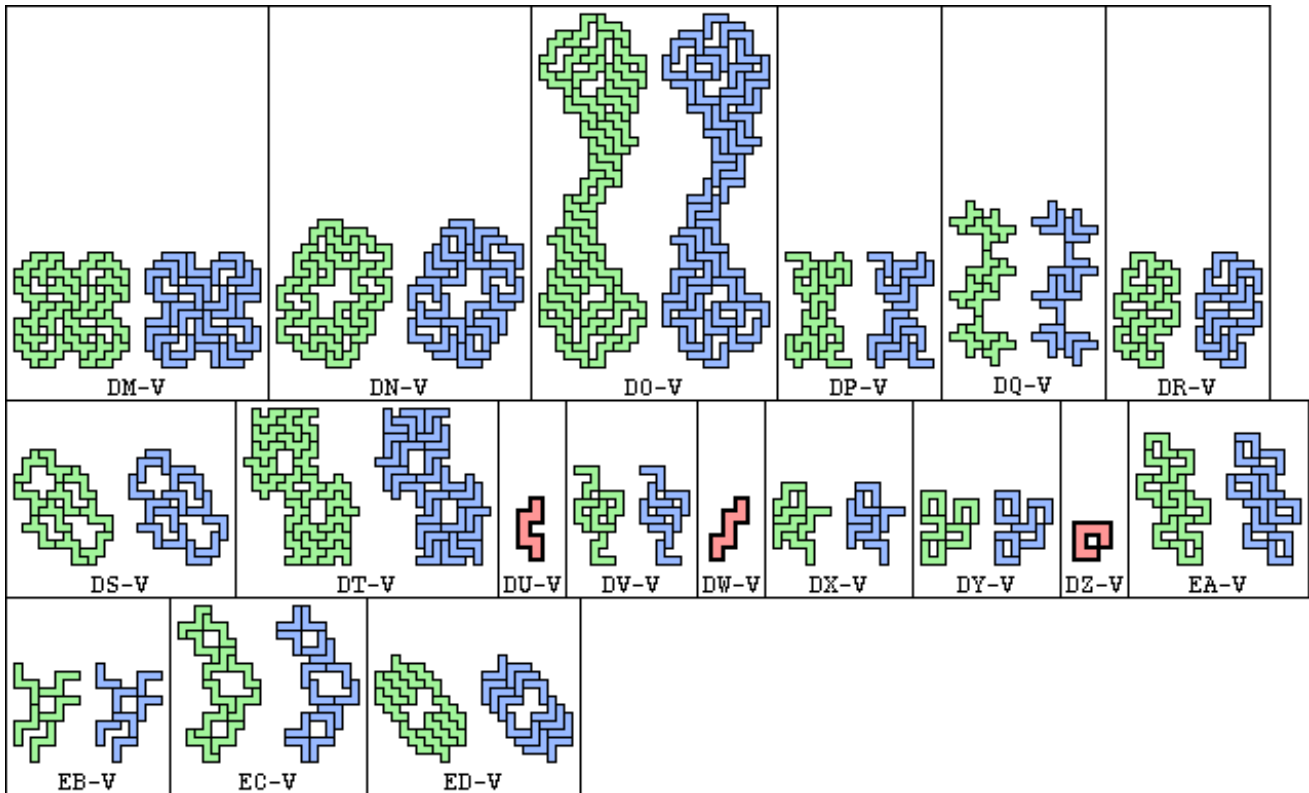 DM-V DN-V DO-V DP-V DQ-V DR-V
DS-V DT-V DU-V DV-V DW-V DX-V DY-V DZ-V EA-V
EB-V EC-V ED-V